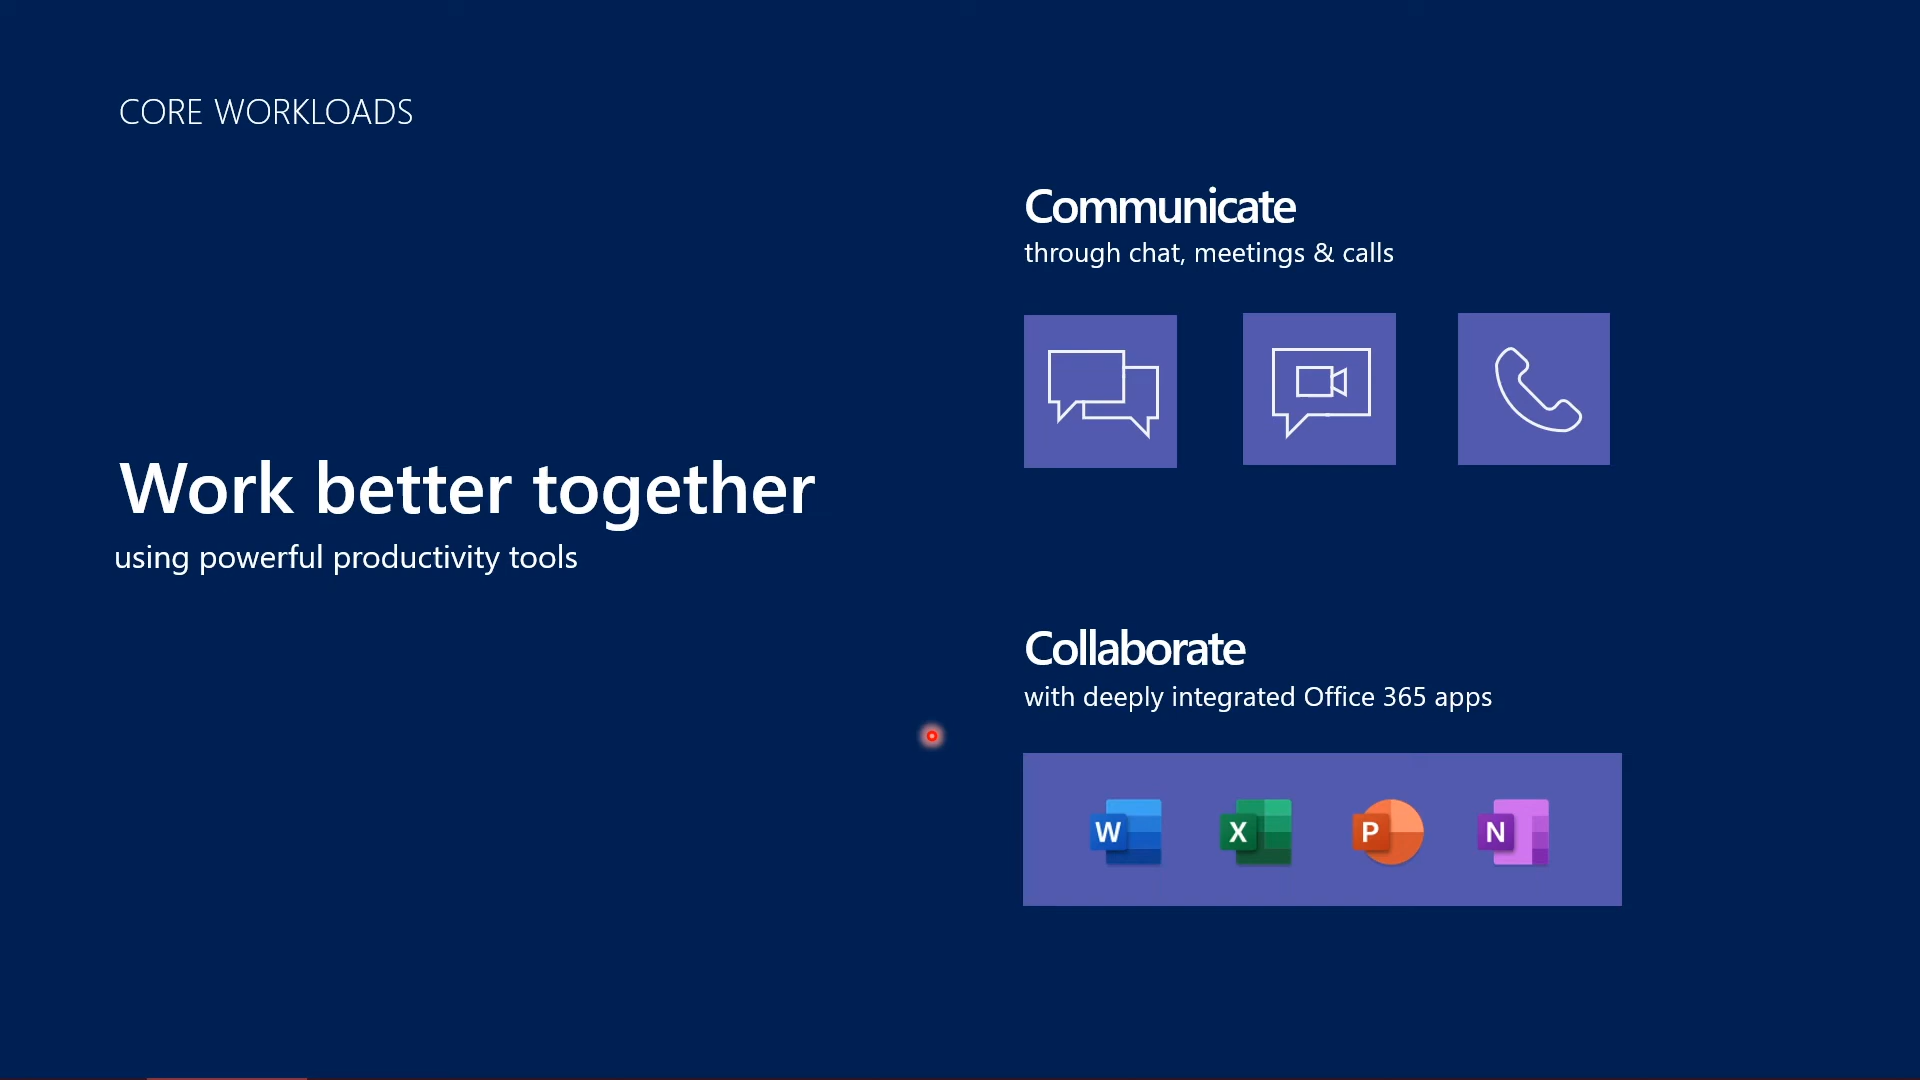 CORE WORKLOADS
Work better together
using powerful productivity tools
Communicate
through chat, meetings & calls
Collaborate
with deeply integrated Office 365 apps
W X P N